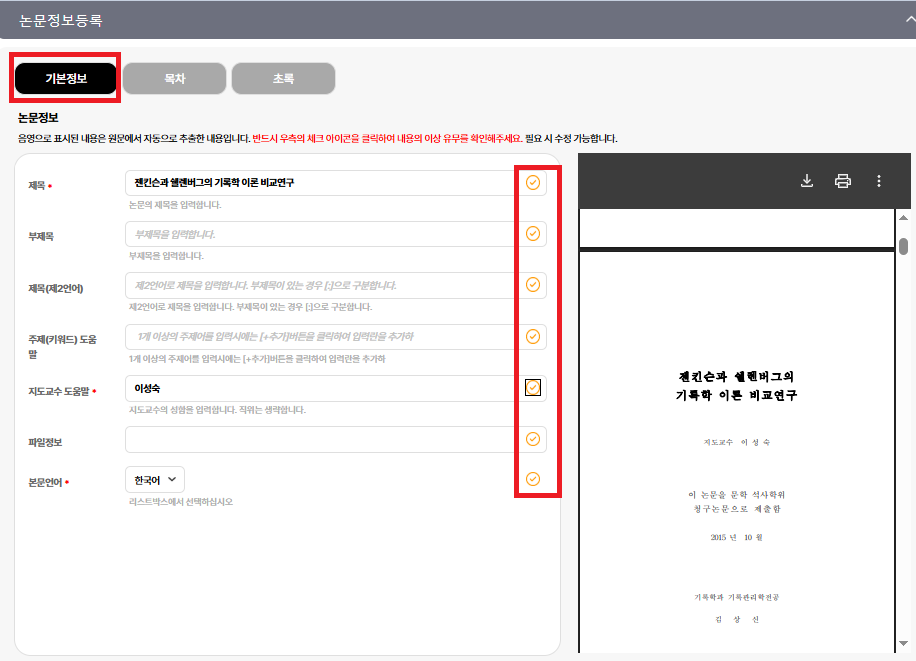 논문정보등록
기본정보
목차
초록
논문정보
음영으로 표시된 내용은 원문에서 자동으로 추출한 내용입니다. 반드시 우측의 체크 아이콘을 클릭하여 내용의 이상 유무를 확인해주세요. 필요 시 수정 가능합니다.
제목 •
젠킨슨과 쉘렌버그의 기록학 이론 비교연구
논문의 제목을 입력합니다.
부제목
부제목을 입력합니다.
부제목을 입력합니다.
제목(제2언어)
제2언어로 제목을 입력합니다. 부제목이 있는 경우 [:]으로 구분합니다.
제2언어로 제목을 입력합니다. 부제목이 있는 경우 [:]으로 구분합니다.
주제(키워드) 도움
말
1개 이상의 주제어를 입력시에는 [+추가]버튼을 클릭하여 입력란을 추가하
1개 이상의 주제어를 입력시에는 [+추가]버튼을 클릭하여 입력란을 추가하
지도교수 도움말 •
이성숙
지도교수의 성함을 입력합니다. 직위는 생략합니다.
파일정보
본문언어 •
한국어
리스트박스에서 선택하십시오
젠킨슨과 쉘렌버그의
기록학 이론 비교연구
지도교수 이 성 숙
이 논문을 문학 석사학위
청구논문으로 제출함
2015 년 10 월
기록학과 기록관리학전공
김 상 신